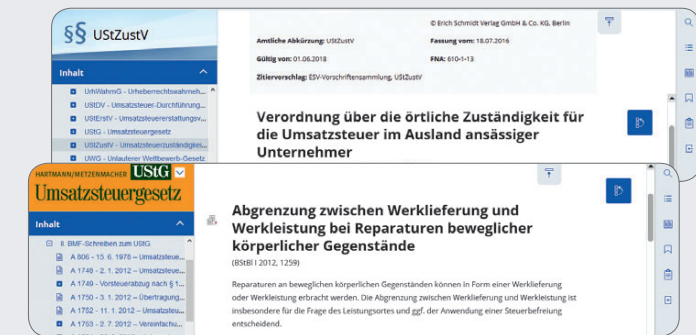 §§ UStZustV
© Erich Schmidt Verlag GmbH & Co. KG, Berlin
Amtliche Abkürzung: UStZustV
Fassung vom: 18.07.2016
Gültig von: 01.06.2018
FNA: 610-1-13
Zitiervorschlag: ESV-Vorschriftensammlung, UStZustV
Inhalt
UrhWahrnG - Urheberrechtswahrneh...
UStDV - Umsatzsteuer-Durchführung...
UStErstV - Umsatzsteuererstattungsv...
UStG - Umsatzsteuergesetz
UStZustV - Umsatzsteuerzuständigkei...
UWG - Unlauterer Wettbewerb-Gesetz
Verordnung über die örtliche Zuständigkeit für
die Umsatzsteuer im Ausland ansässiger
Unternehmer
HARTMANN/METZENMACHER UStG
Umsatzsteuergesetz
Inhalt
II. BMF-Schreiben zum UStG
A 806 - 15. 6. 1978 – Umsatzsteue...
A 1748 - 2. 1. 2012 – Umsatzsteue...
A 1749 - Vorsteuerabzug nach § 1...
A 1750 - 3. 1. 2012 – Übertragung...
A 1752 - 11. 1. 2012 – Umsatzsteu...
A 1753 - 2. 7. 2012 – Vereinfachu...
Abgrenzung zwischen Werklieferung und
Werkleistung bei Reparaturen beweglicher
körperlicher Gegenstände
(BStBl I 2012, 1259)
Reparaturen an beweglichen körperlichen Gegenständen können in Form einer Werklieferung
oder Werkleistung erbracht werden. Die Abgrenzung zwischen Werklieferung und Werkleistung ist
insbesondere für die Frage des Leistungsortes und ggf. der Anwendung einer Steuerbefreiung
entscheidend.